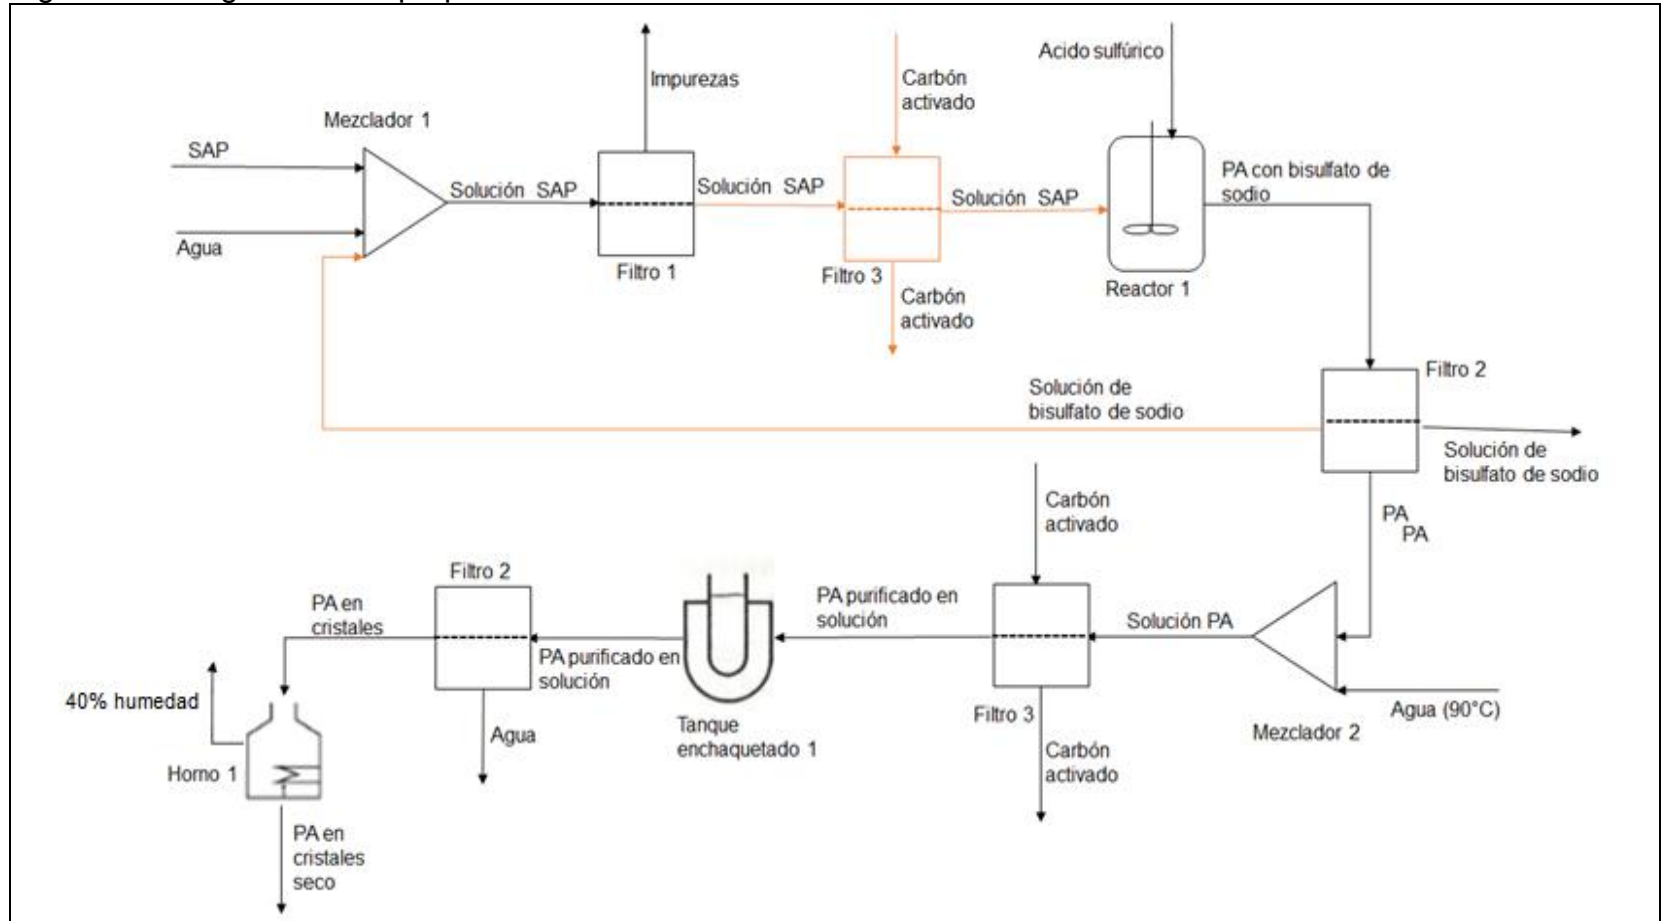 Impurezas
Carbón
activado
Acido sulfúrico
Mezclador 1
SAP
Solución SAP
Solución SAP
Solución SAP
PA con bisulfato de
sodio
Agua
Filtro 1
Filtro 3
Carbón
activado
Reactor 1
Filtro 2
Solución de
bisulfato de sodio
Solución de
bisulfato de sodio
Carbón
activado
PA
PA
Filtro 2
PA en
cristales
PA purificado en
solución
Solución PA
PA purificado en
solución
40% humedad
Agua
Tanque
enchaquetado 1
Filtro 3
Agua (90°C)
Mezclador 2
Horno 1
Carbón
activado
PA en
cristales
seco